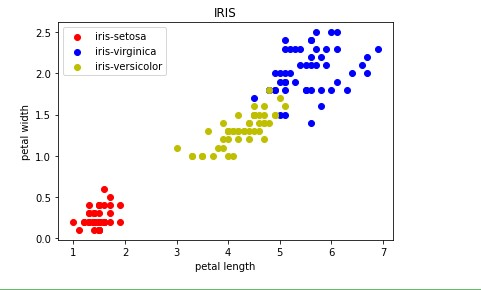 IRIS
iris-setosa
iris-virginica
iris-versicolor
petal width
2.5
2.0
1.5
1.0
0.5
0.0
1 2 3 4 5 6 7
petal length